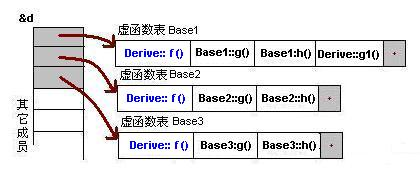 &d
虚函数表 Base1
Derive:: f() Base1::g() Base1::h() Derive::g1()
虚函数表 Base2
Derive:: f() Base2::g() Base2::h()
虚函数表 Base3
Derive:: f() Base3:g() Base3::h()
其它成员